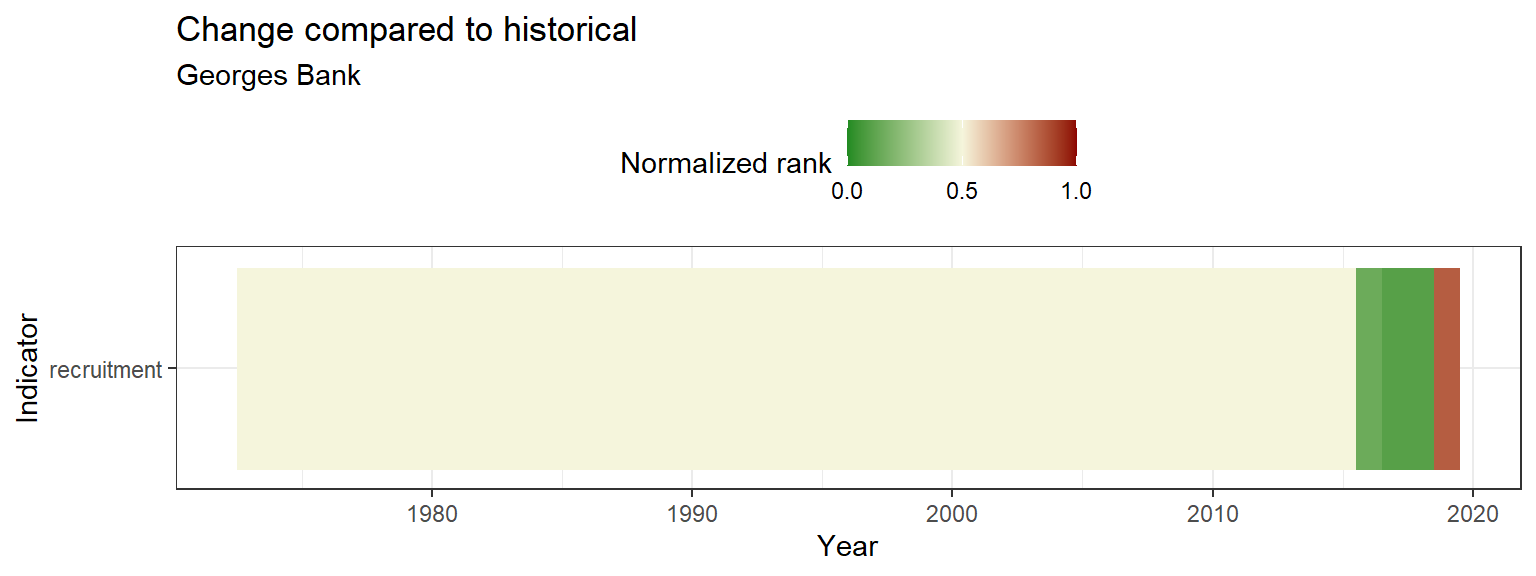 Change compared to historical
Georges Bank
Normalized rank
0.0 0.5 1.0
Indicator
recruitment
1980 1990 2000 2010 2020
Year